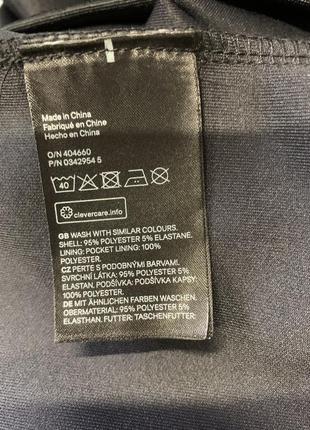 Made in China
Fabriqué en Chine
Hecho en China
O/N 404660
P/N 0342954 5
40
clevercare.info
GB WASH WITH SIMILAR COLOURS.
SHELL: 95% POLYESTER 5% ELASTANE.
LINING: POCKET LINING: 100%
POLYESTER.
CZ PERTE S PODOBNÝMI BARVAMI.
SVRCHNÍ LÁTKA: 95% POLYESTER 5%
ELASTAN. PODŠÍVKA: PODŠÍVKA KAPSY:
100% POLYESTER.
DE MIT ÄHNLICHEN FARBEN WASCHEN.
OBERMATERIAL: 95% POLYESTER 5%
ELASTHAN. FUTTER: TASCHENFUTTER: